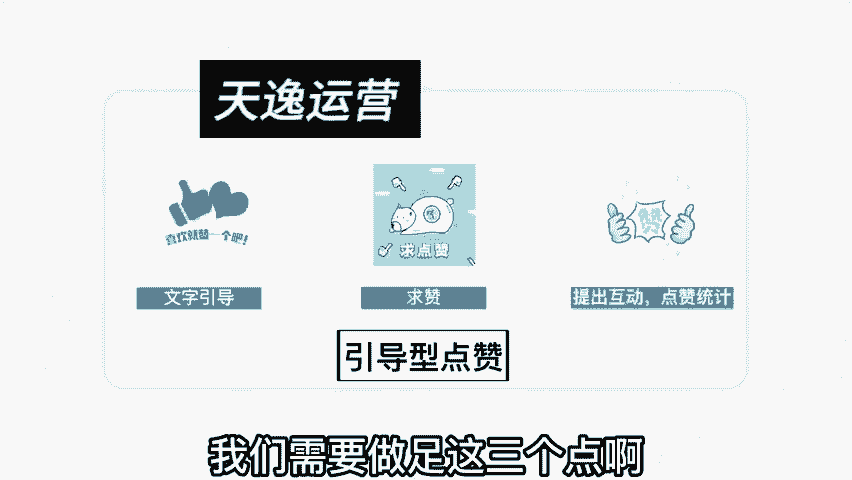 天逸运营
喜欢就赞一个吧!
赞
求点赞
赞
文字引导
求赞
提出互动，点赞统计
引导型点赞
我们需要做足这三个点啊